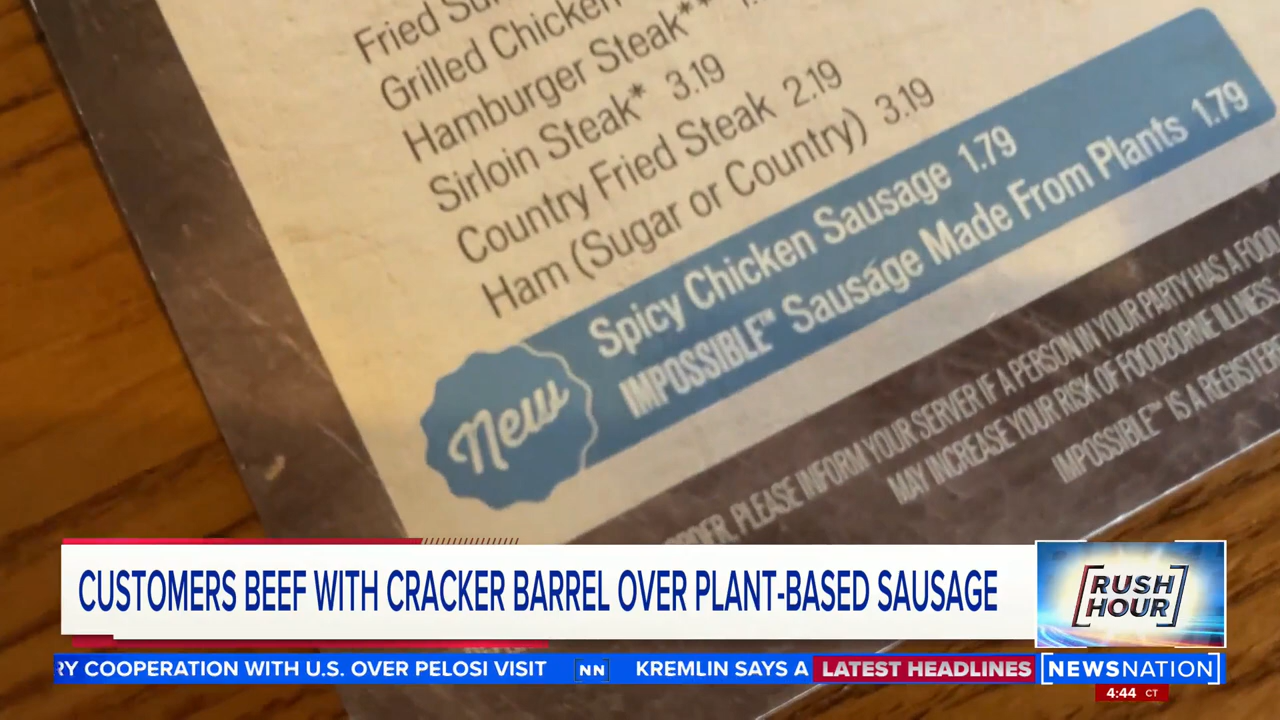 Fried
Grilled Chicken
Hamburger Steak**
Sirloin Steak* 3.19
Country Fried Steak 2.19
Ham (Sugar or Country) 3.19
New
Spicy Chicken Sausage 1.79
IMPOSSIBLE™ Sausage Made From Plants 1.79
PLEASE INFORM YOUR SERVER IF A PERSON IN YOUR PARTY HAS A FOOD
MAY INCREASE YOUR RISK OF FOODBORNE ILLNESS
IMPOSSIBLE™ IS A REGISTERE
CUSTOMERS BEEF WITH CRACKER BARREL OVER PLANT-BASED SAUSAGE
[RUSH
HOUR]
RY COOPERATION WITH U.S. OVER PELOSI VISIT NN KREMLIN SAYS A LATEST HEADLINES NEWSNATION
4:44 CT